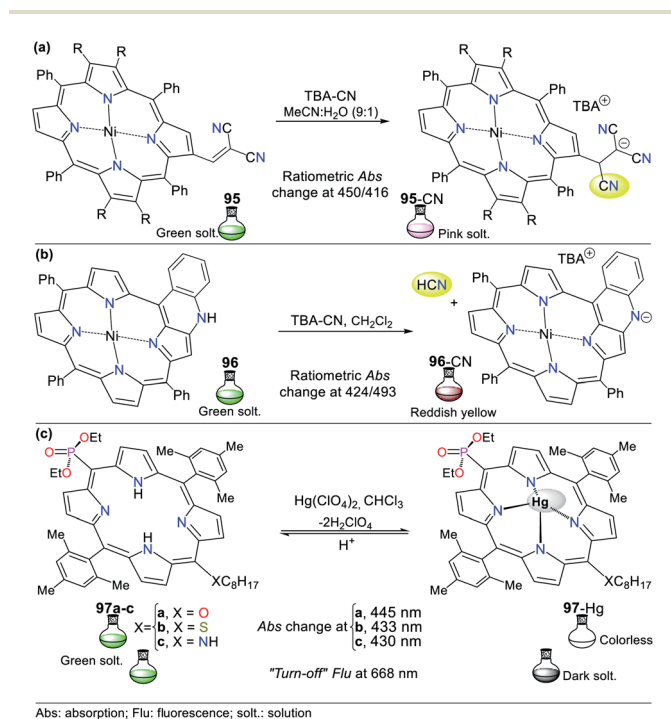 (a)
R R R R
Ph Ph Ph Ph
N N N N
Ni
CN
CN
TBA-CN
MeCN:H₂O (9:1)
Ratiometric Abs
change at 450/416
95
Green solt.
R R R R
Ph Ph Ph Ph
N N N N
Ni
TBA⊕
NC
CN
⊖
CN
95-CN
Pink solt.
(b)
Ph Ph Ph
N N N N
Ni
NH
TBA-CN, CH₂Cl₂
Ratiometric Abs
change at 424/493
96
Green solt.
HCN
+
TBA⊕
Ph Ph Ph
N N N N
Ni
N⊖
96-CN
Reddish yellow
(c)
OEt
O=P
EtO
Me
Me Me
N
H
N N
H
N
Me
Me Me
XC₈H₁₇
Hg(ClO₄)₂, CHCl₃
-2H₂ClO₄
H⁺
OEt
O=P
EtO
Me
Me Me
N N N N
Hg
Me
Me Me
XC₈H₁₇
97a-c
X=
a, X = O
b, X = S
c, X = NH
Green solt.
Abs change at
a, 445 nm
b, 433 nm
c, 430 nm
"Turn-off" Flu at 668 nm
97-Hg
Colorless
Dark solt.
Abs: absorption; Flu: fluorescence; solt.: solution